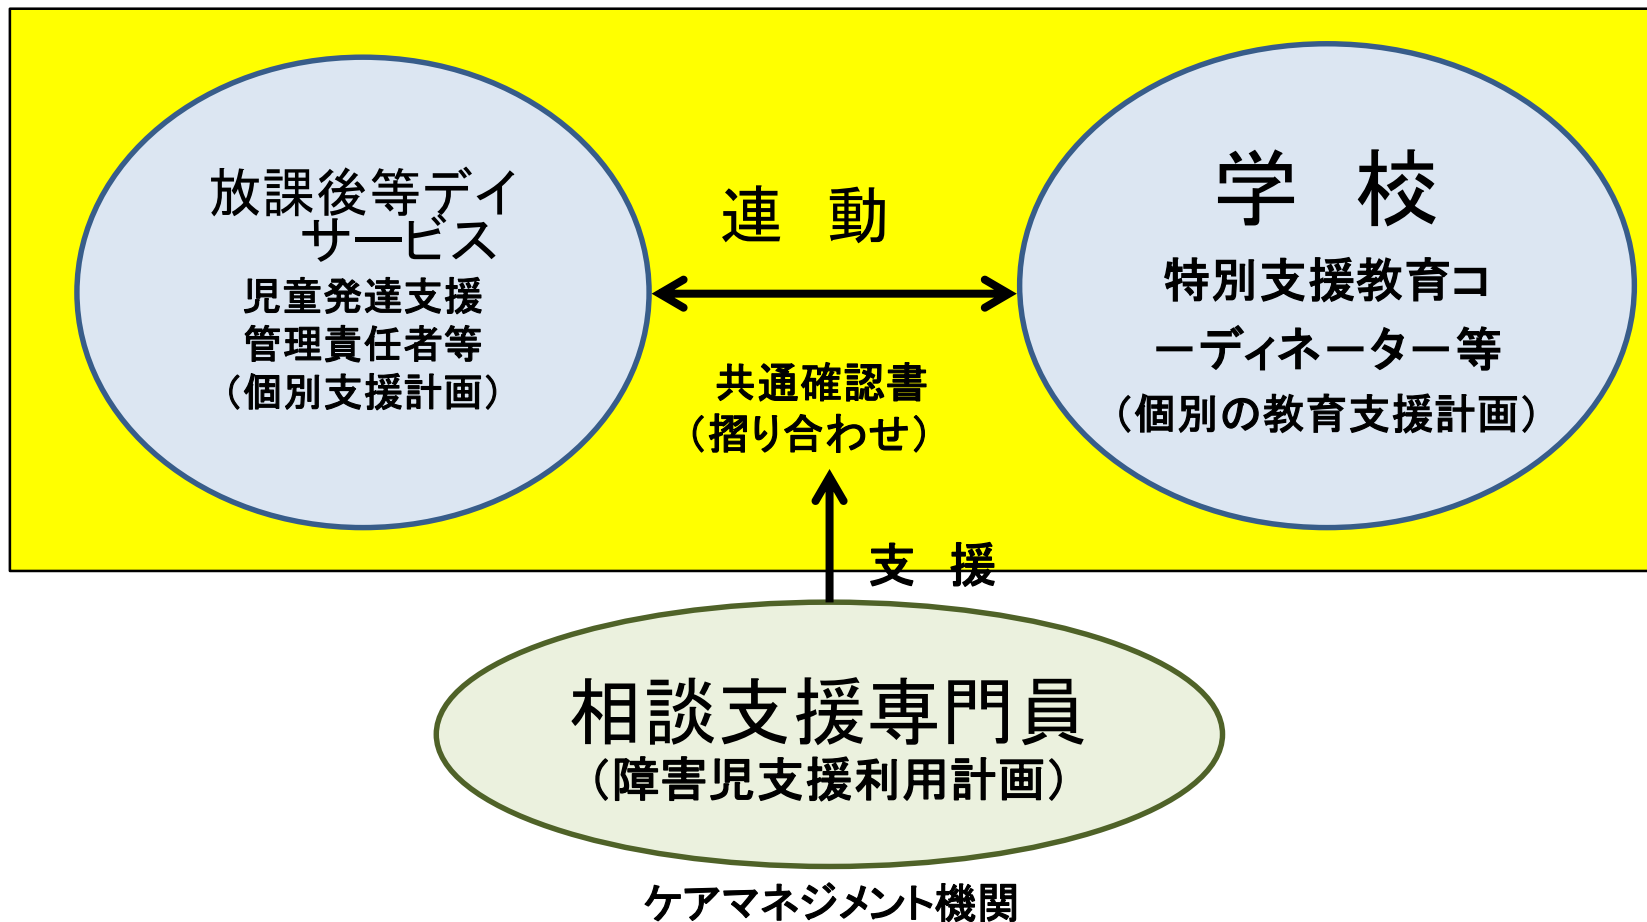 放課後等デイ
サービス
児童発達支援
管理責任者等
（個別支援計画）
連　動
共通確認書
（摺り合わせ）
学　校
特別支援教育コ
ーディネーター等
（個別の教育支援計画）
支　援
相談支援専門員
（障害児支援利用計画）
ケアマネジメント機関